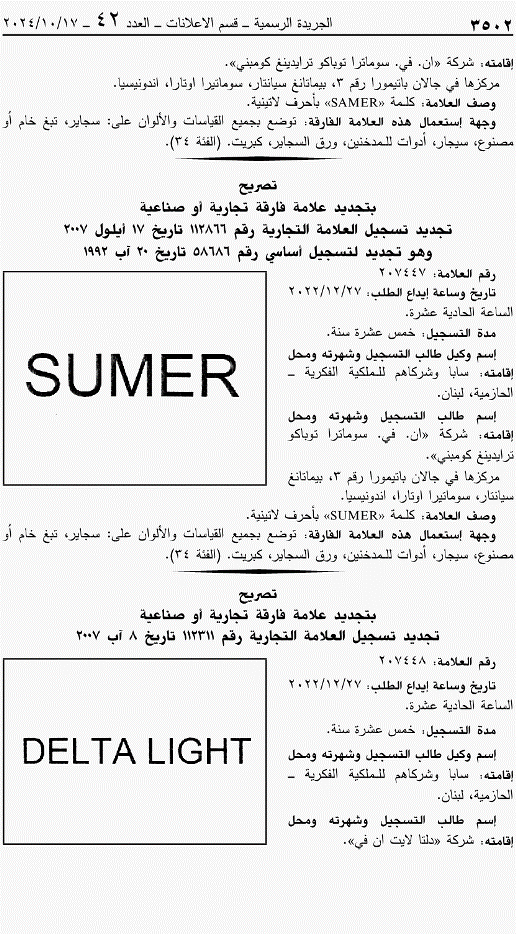 ٣٥٠٢ الجريدة الرسمية ــ قسم الاعلانات ــ العدد ٤٢ ــ ٢٠٢٤/١٠/١٧
إقامته: شركة «ان. في. سوماترا توباكو ترايدينغ كومبني».
مركزها في جالان باتيمورا رقم ٣، بيماتانغ سيانتار، سوماتيرا اوتارا، اندونيسيا.
وصف العلامة: كلمة «SAMER» بأحرف لاتينية.
وجهة إستعمال هذه العلامة الفارقة: توضع بجميع القياسات والألوان على: سجاير، تبغ خام أو
مصنوع، سيجار، أدوات للمدخنين، ورق السجاير، كبريت. (الفئة ٣٤).
تصريح
بتجديد علامة فارقة تجارية أو صناعية
تجديد تسجيل العلامة التجارية رقم ١١٢٨٦٦ تاريخ ١٧ أيلول ٢٠٠٧
وهو تجديد لتسجيل أساسي رقم ٥٨٦٨٦ تاريخ ٢٠ آب ١٩٩٢
رقم العلامة: ٢٠٧٤٤٧
تاريخ وساعة إيداع الطلب: ٢٠٢٢/١٢/٢٧
الساعة الحادية عشرة.
مدة التسجيل: خمس عشرة سنة.
إسم وكيل طالب التسجيل وشهرته ومحل
إقامته: سابا وشركاهم للملكية الفكرية ــ
الحازمية، لبنان.
إسم طالب التسجيل وشهرته ومحل
إقامته: شركة «ان. في. سوماترا توباكو
ترايدينغ كومبني».
مركزها في جالان باتيمورا رقم ٣، بيماتانغ
سيانتار، سوماتيرا اوتارا، اندونيسيا.
SUMER
وصف العلامة: كلمة «SUMER» بأحرف لاتينية.
وجهة إستعمال هذه العلامة الفارقة: توضع بجميع القياسات والألوان على: سجاير، تبغ خام أو
مصنوع، سيجار، أدوات للمدخنين، ورق السجاير، كبريت. (الفئة ٣٤).
تصريح
بتجديد علامة فارقة تجارية أو صناعية
تجديد تسجيل العلامة التجارية رقم ١١٢٣١١ تاريخ ٨ آب ٢٠٠٧
رقم العلامة: ٢٠٧٤٤٨
تاريخ وساعة إيداع الطلب: ٢٠٢٢/١٢/٢٧
الساعة الحادية عشرة.
مدة التسجيل: خمس عشرة سنة.
إسم وكيل طالب التسجيل وشهرته ومحل
إقامته: سابا وشركاهم للملكية الفكرية ــ
الحازمية، لبنان.
إسم طالب التسجيل وشهرته ومحل
إقامته: شركة «دلتا لايت ان في».
DELTA LIGHT